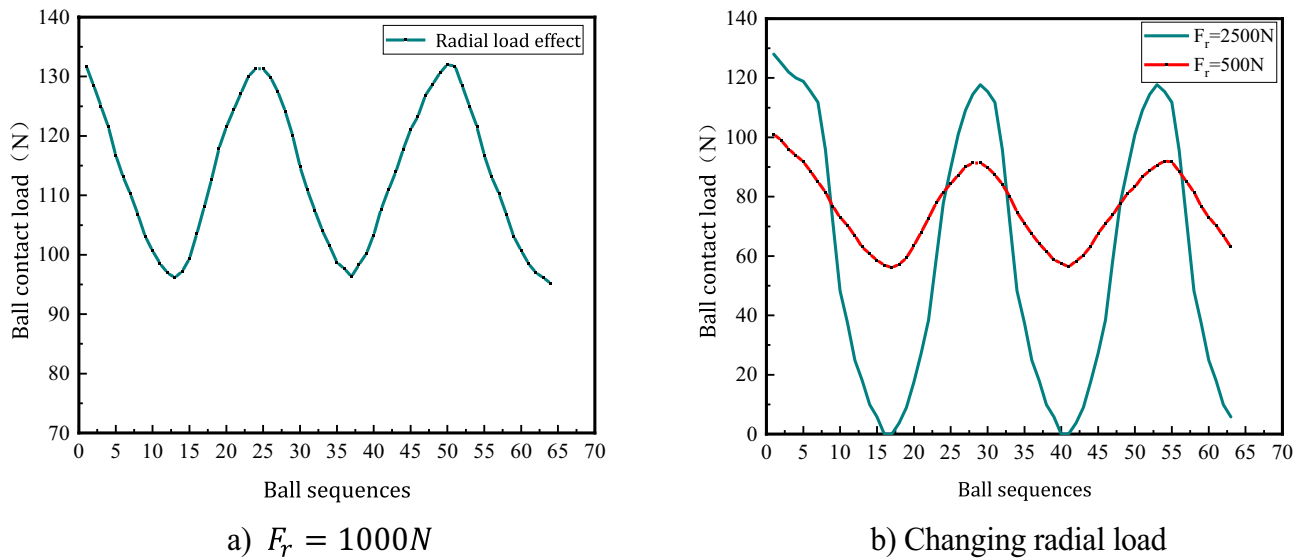 Ball contact load（N）
140
130
120
110
100
90
80
70
0 5 10 15 20 25 30 35 40 45 50 55 60 65 70
Ball sequences
Radial load effect
a) F_r = 1000N
Ball contact load（N）
140
120
100
80
60
40
20
0
0 5 10 15 20 25 30 35 40 45 50 55 60 65 70
Ball sequences
F_r=2500N
F_r=500N
b) Changing radial load